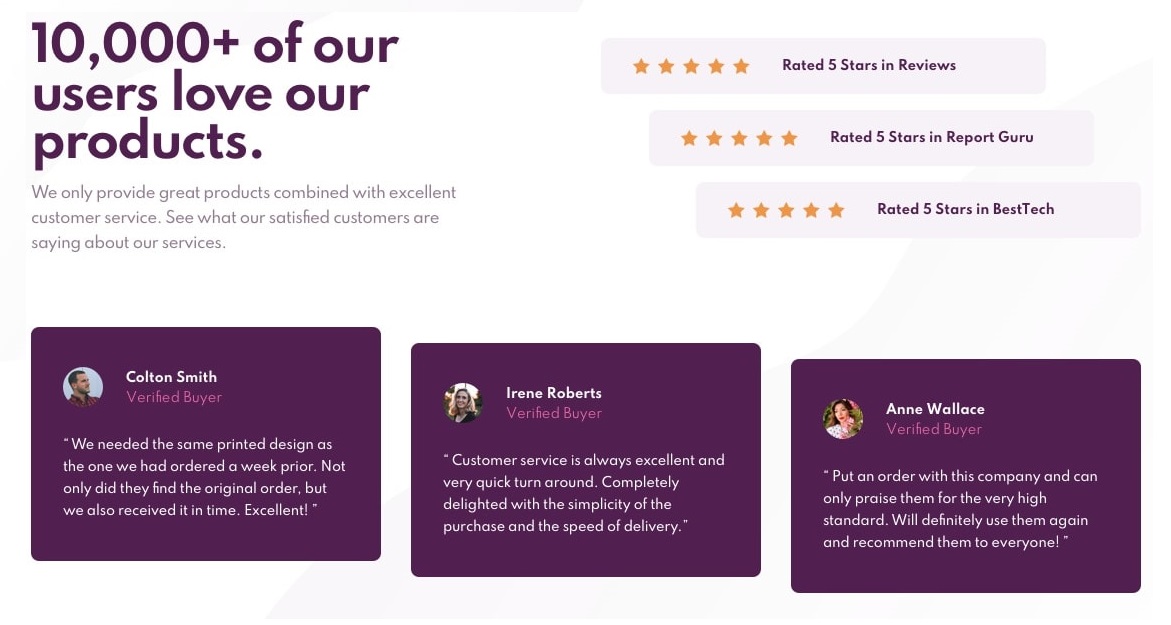 10,000+ of our
users love our
products.
We only provide great products combined with excellent
customer service. See what our satisfied customers are
saying about our services.
Rated 5 Stars in Reviews
Rated 5 Stars in Report Guru
Rated 5 Stars in BestTech
Colton Smith
Verified Buyer
“ We needed the same printed design as
the one we had ordered a week prior. Not
only did they find the original order, but
we also received it in time. Excellent! ”
Irene Roberts
Verified Buyer
“ Customer service is always excellent and
very quick turn around. Completely
delighted with the simplicity of the
purchase and the speed of delivery.”
Anne Wallace
Verified Buyer
“ Put an order with this company and can
only praise them for the very high
standard. Will definitely use them again
and recommend them to everyone! ”